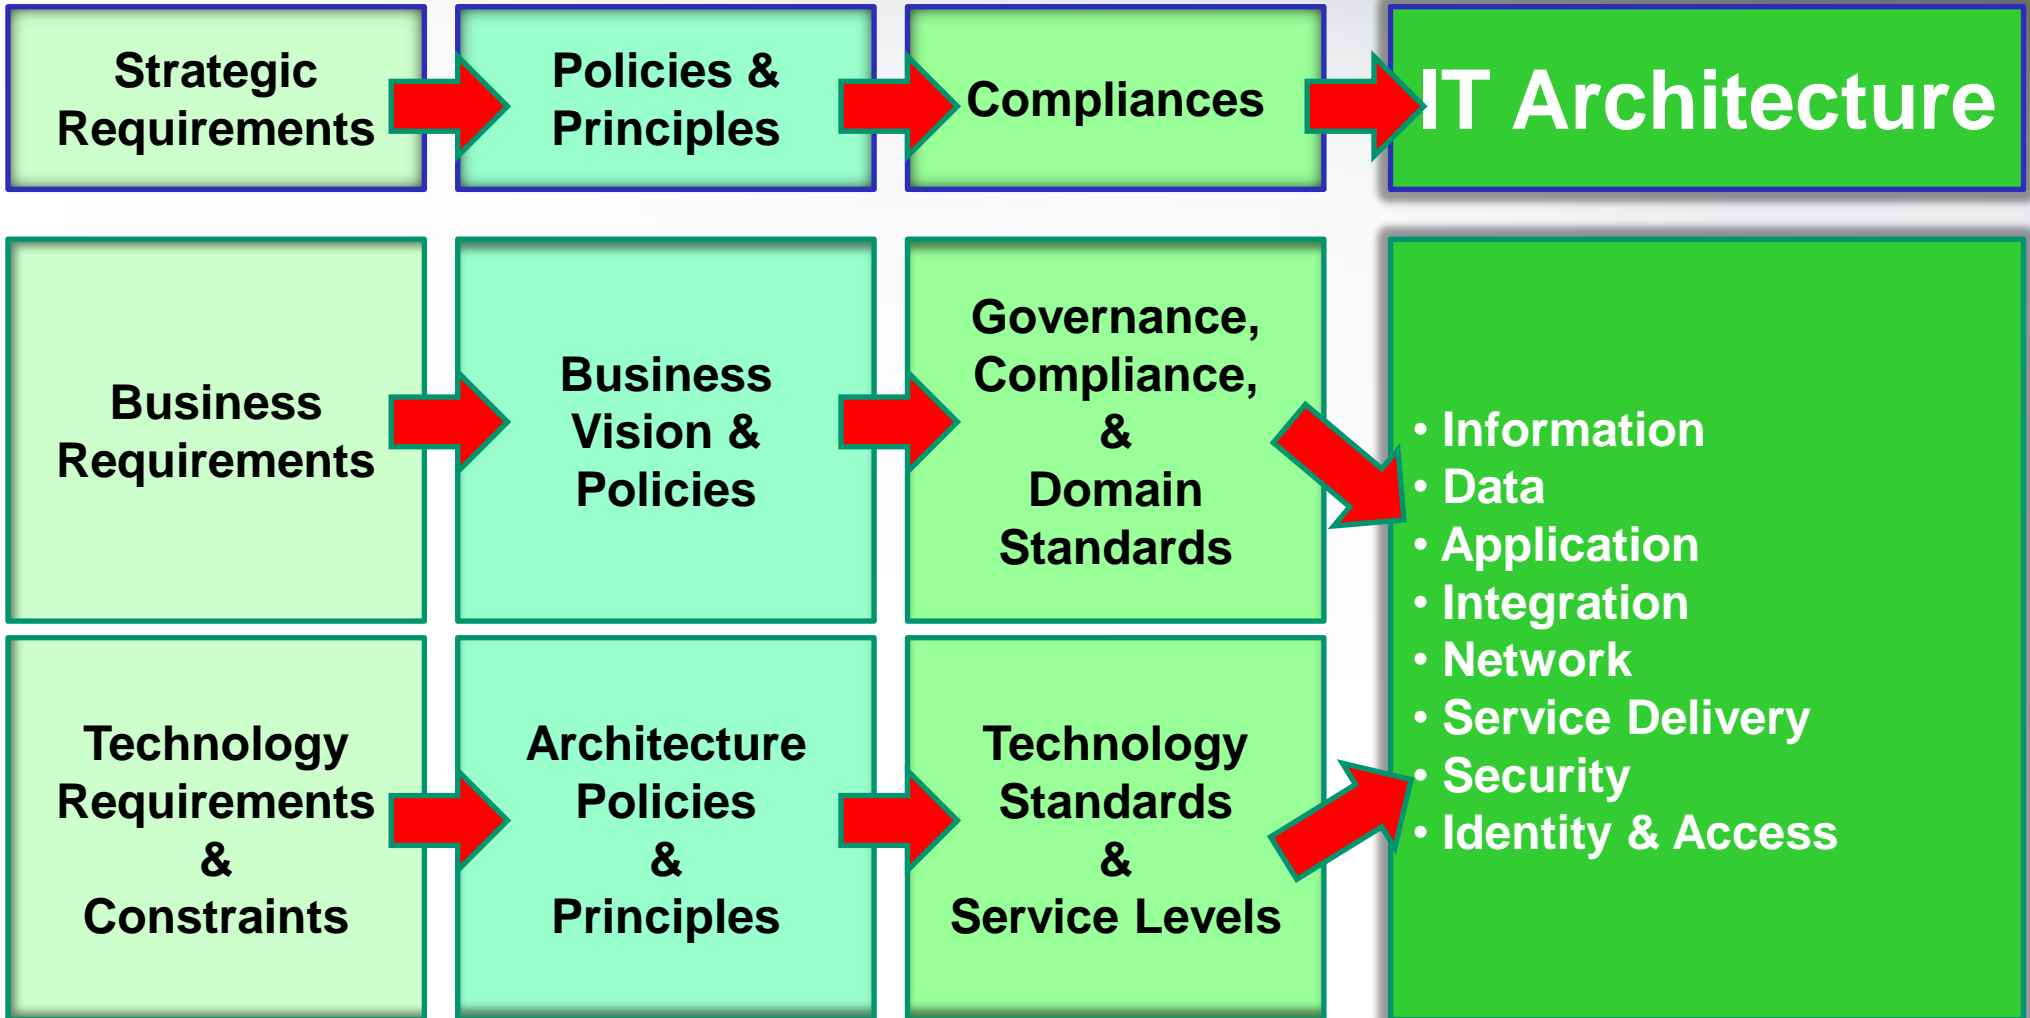 Strategic
Requirements
Policies &
Principles
Compliances
IT Architecture
Business
Requirements
Business
Vision &
Policies
Governance,
Compliance,
&
Domain
Standards
Technology
Requirements
&
Constraints
Architecture
Policies
&
Principles
Technology
Standards
&
Service Levels
• Information
• Data
• Application
• Integration
• Network
• Service Delivery
• Security
• Identity & Access